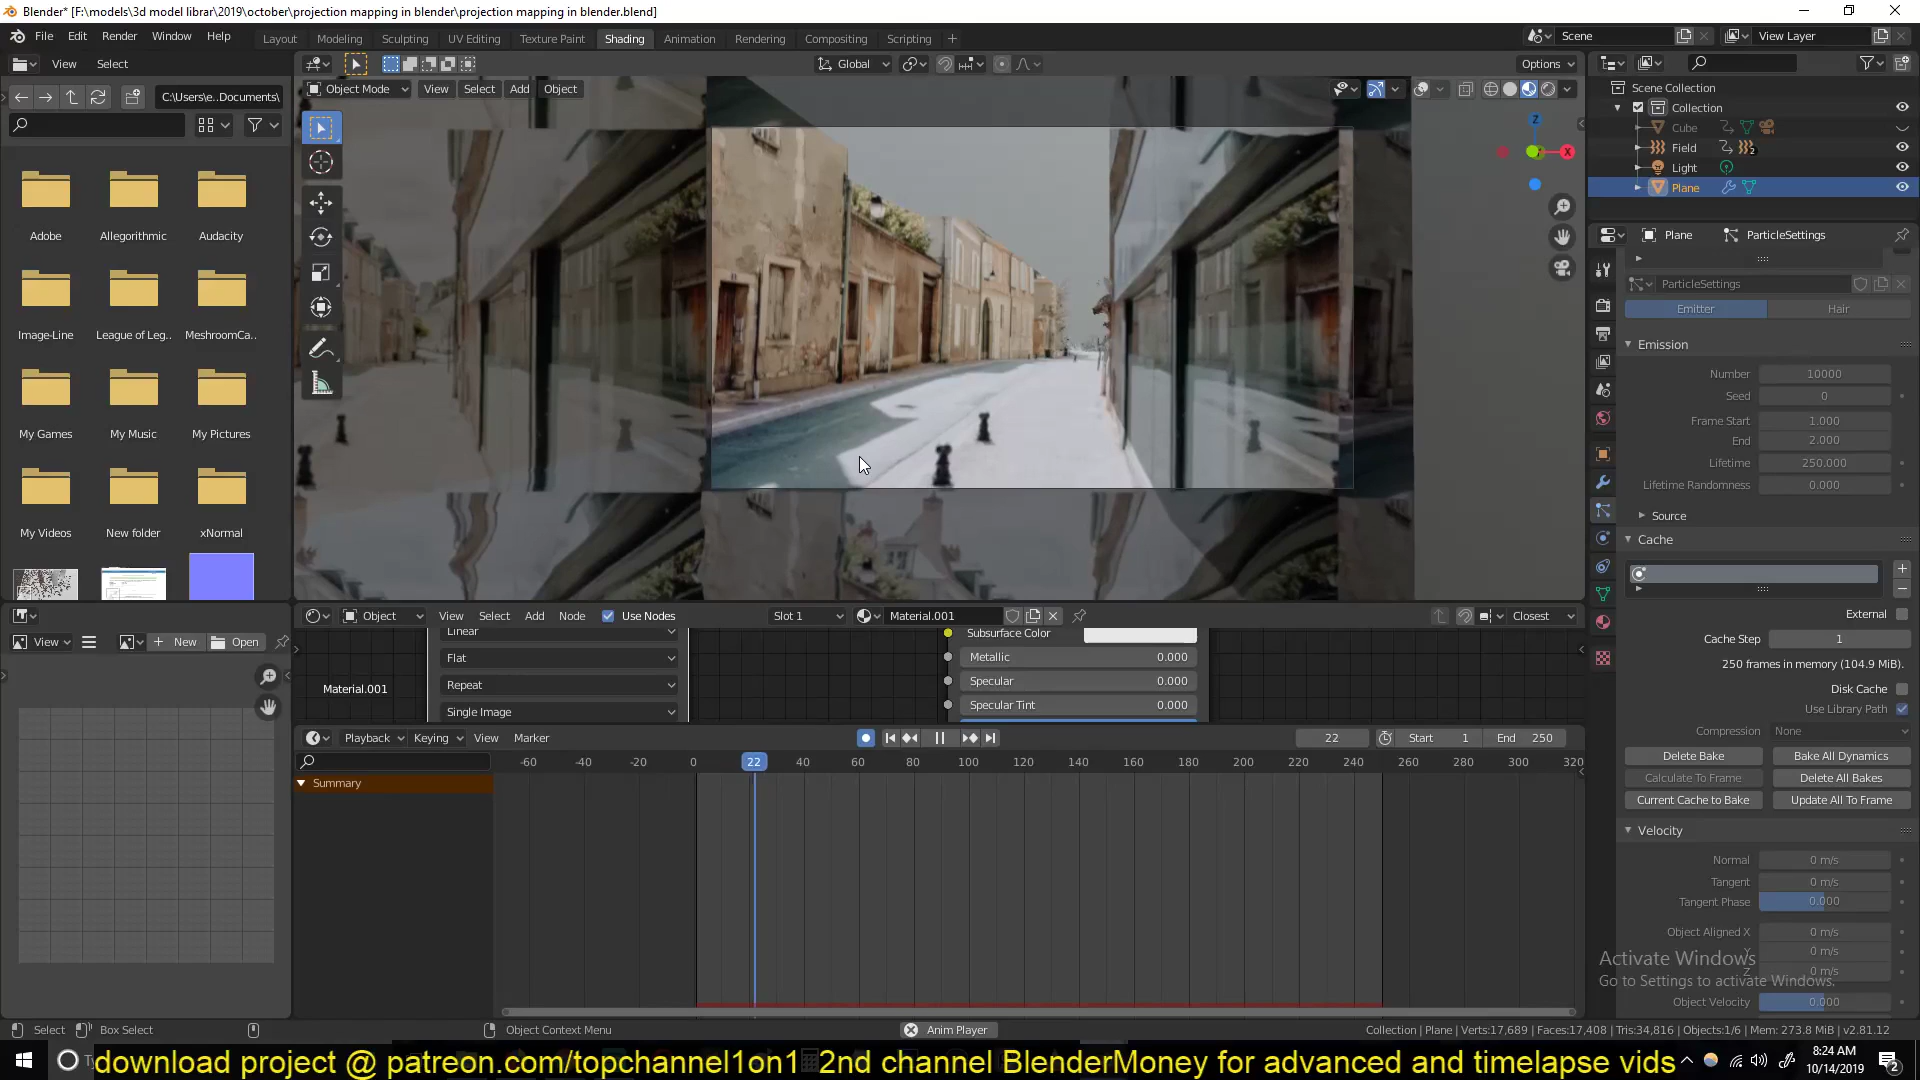 Blender* [F:\models\3d model librar\2019\october\projection mapping in blender\projection mapping in blender.blend]
File Edit Render Window Help Layout Modeling Sculpting UV Editing Texture Paint Shading Animation Rendering Compositing Scripting + Scene View Layer
View Select Global Options
C:\Users\e..Documents\ Object Mode View Select Add Object
Scene Collection
Collection
Cube
Field 2
Light
Plane
Z
X
Adobe Allegorithmic Audacity
Image-Line League of Leg.. MeshroomCa..
My Games My Music My Pictures
My Videos New folder xNormal
Plane ParticleSettings
ParticleSettings
Emitter Hair
Emission
Number 10000
Seed 0
Frame Start 1.000
End 2.000
Lifetime 250.000
Lifetime Randomness 0.000
Source
Cache
External
Cache Step 1
250 frames in memory (104.9 MiB).
Disk Cache
Use Library Path
Compression None
Delete Bake Bake All Dynamics
Calculate To Frame Delete All Bakes
Current Cache to Bake Update All To Frame
Velocity
Normal 0 m/s
Tangent 0 m/s
Tangent Phase 0.000
Object Aligned X 0 m/s
Y 0 m/s
Z 0 m/s
Object Velocity 0.000
Activate Windows
Go to Settings to activate Windows.
Object View Select Add Node Use Nodes Slot 1 Material.001 Closest
View New Open
Linear
Flat
Repeat
Single Image
Material.001
Subsurface Color
Metallic 0.000
Specular 0.000
Specular Tint 0.000
Playback Keying View Marker 22 Start 1 End 250
-60 -40 -20 0 22 40 60 80 100 120 140 160 180 200 220 240 260 280 300 320
Summary
Select Box Select Object Context Menu Anim Player Collection | Plane | Verts:17,689 | Faces:17,408 | Tris:34,816 | Objects:1/6 | Mem: 273.8 MiB | v2.81.12
download project @ patreon.com/topchannel1on1 2nd channel BlenderMoney for advanced and timelapse vids
8:24 AM
10/14/2019
2